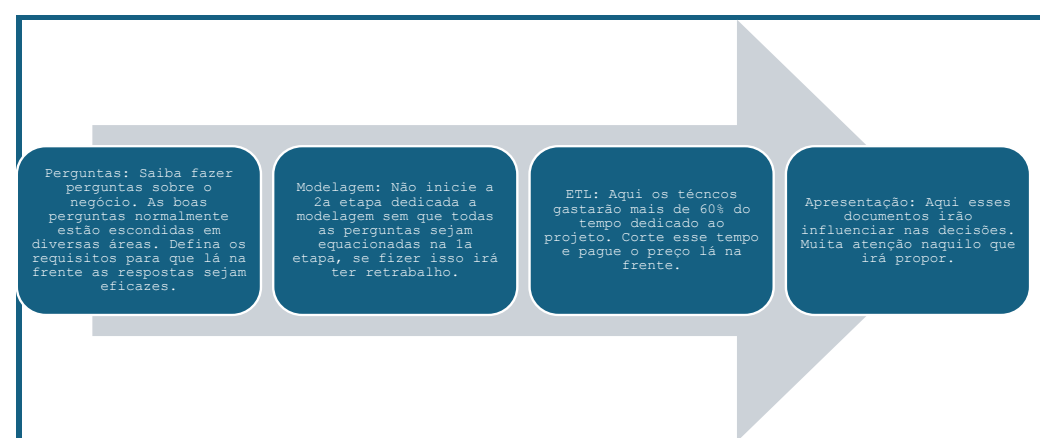 Perguntas: Saiba fazer
perguntas sobre o
negócio. As boas
perguntas normalmente
estão escondidas em
diversas áreas. Defina os
requisitos para que lá na
frente as respostas sejam
eficazes.
Modelagem: Não inicie a
2a etapa dedicada a
modelagem sem que todas
as perguntas sejam
equacionadas na 1a
etapa, se fizer isso irá
ter retrabalho.
ETL: Aqui os técncos
gastarão mais de 60% do
tempo dedicado ao
projeto. Corte esse tempo
e pague o preço lá na
frente.
Apresentação: Aqui esses
documentos irão
influenciar nas decisões.
Muita atenção naquilo que
irá propor.